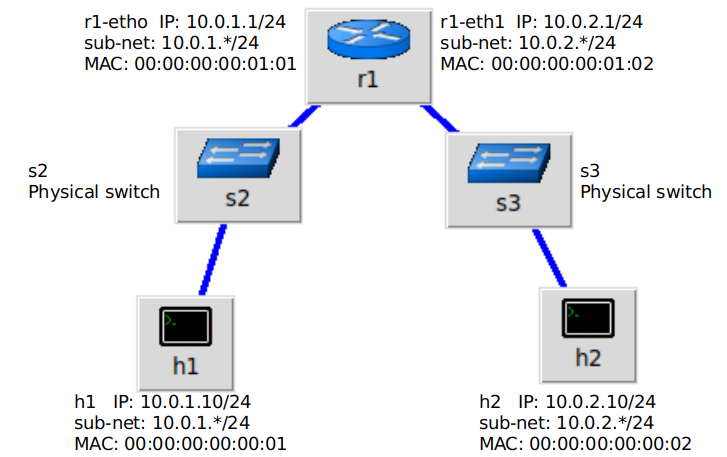 r1-etho IP: 10.0.1.1/24
sub-net: 10.0.1.*/24
MAC: 00:00:00:00:01:01
r1-eth1 IP: 10.0.2.1/24
sub-net: 10.0.2.*/24
MAC: 00:00:00:00:01:02
r1
s2
Physical switch
s2
s3
s3
Physical switch
>.
h1
>.
h2
h1 IP: 10.0.1.10/24
sub-net: 10.0.1.*/24
MAC: 00:00:00:00:00:01
h2 IP: 10.0.2.10/24
sub-net: 10.0.2.*/24
MAC: 00:00:00:00:00:02